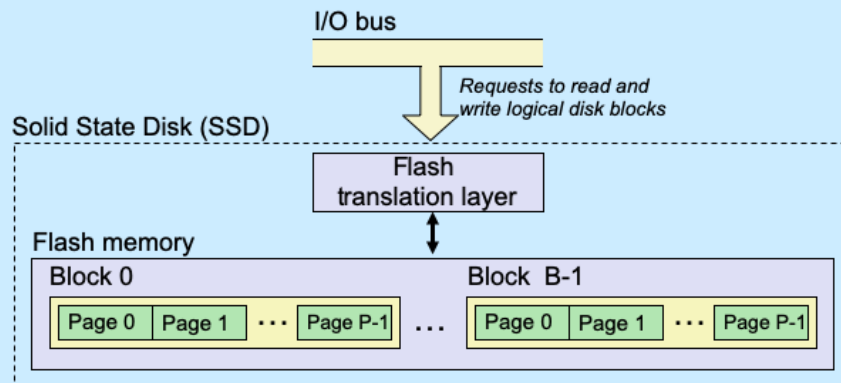 I/O bus
Requests to read and
write logical disk blocks
Solid State Disk (SSD)
Flash
translation layer
Flash memory
Block 0
Block B-1
Page 0 Page 1 ... Page P-1 ... Page 0 Page 1 ... Page P-1